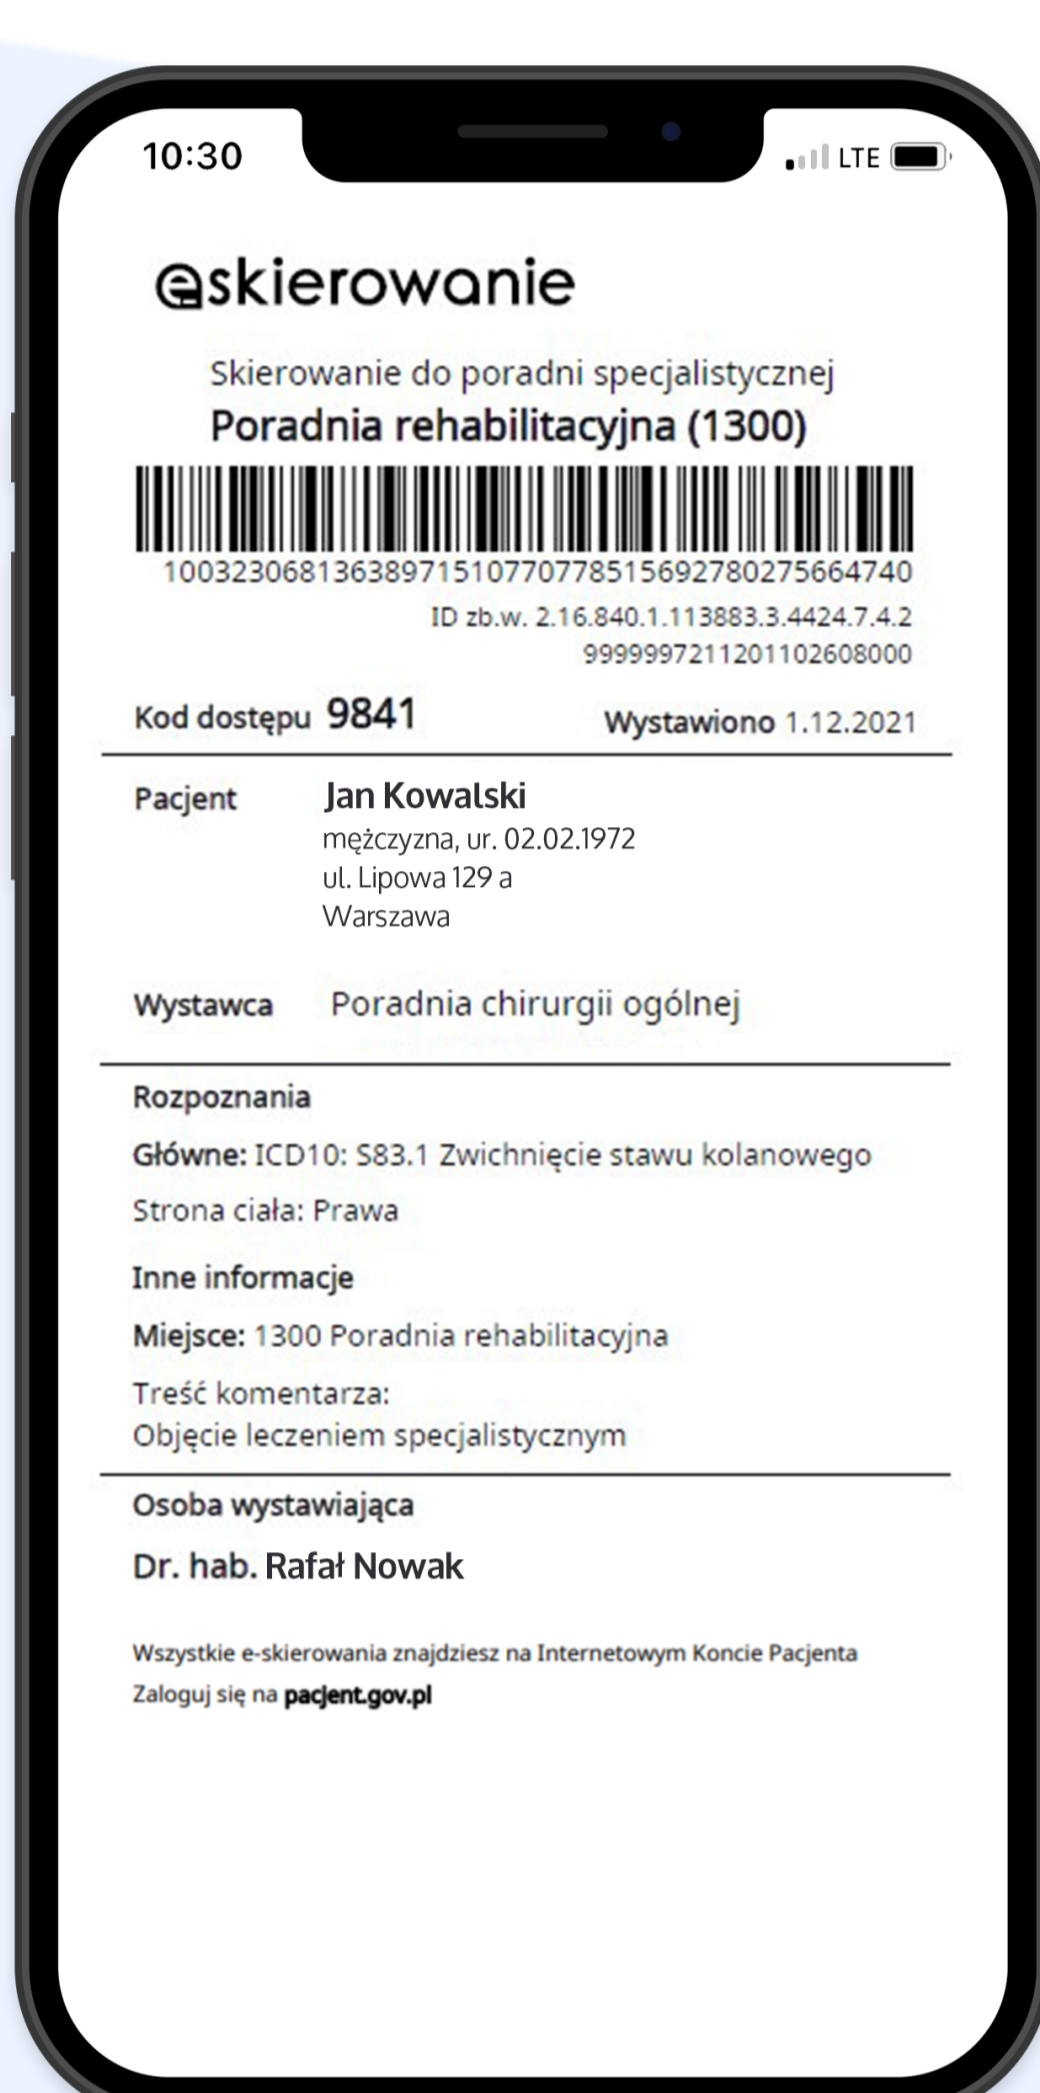 10:30
LTE
eskierowanie
Skierowanie do poradni specjalistycznej
Poradnia rehabilitacyjna (1300)
10032306813638971510770778515692780275664740
ID zb.w. 2.16.840.1.113883.3.4424.7.4.2
99999972112011026080​00
Kod dostępu 9841
Wystawiono 1.12.2021
Pacjent Jan Kowalski
mężczyzna, ur. 02.02.1972
ul. Lipowa 129 a
Warszawa
Wystawca Poradnia chirurgii ogólnej
Rozpoznania
Główne: ICD10: S83.1 Zwichnięcie stawu kolanowego
Strona ciała: Prawa
Inne informacje
Miejsce: 1300 Poradnia rehabilitacyjna
Treść komentarza:
Objęcie leczeniem specjalistycznym
Osoba wystawiająca
Dr. hab. Rafał Nowak
Wszystkie e-skierowania znajdziesz na Internetowym Koncie Pacjenta
Zaloguj się na pacjent.gov.pl